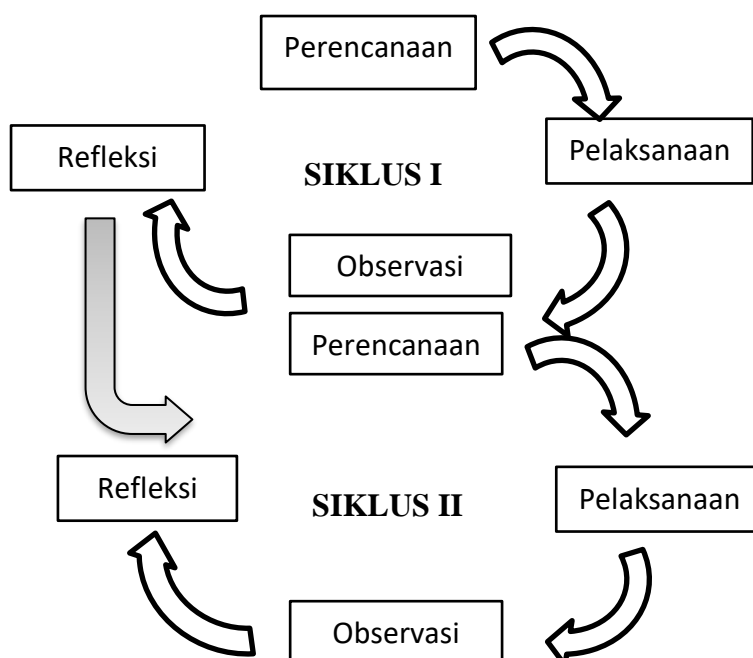 Perencanaan
Pelaksanaan
Refleksi
SIKLUS I
Observasi
Perencanaan
Refleksi
SIKLUS II
Pelaksanaan
Observasi